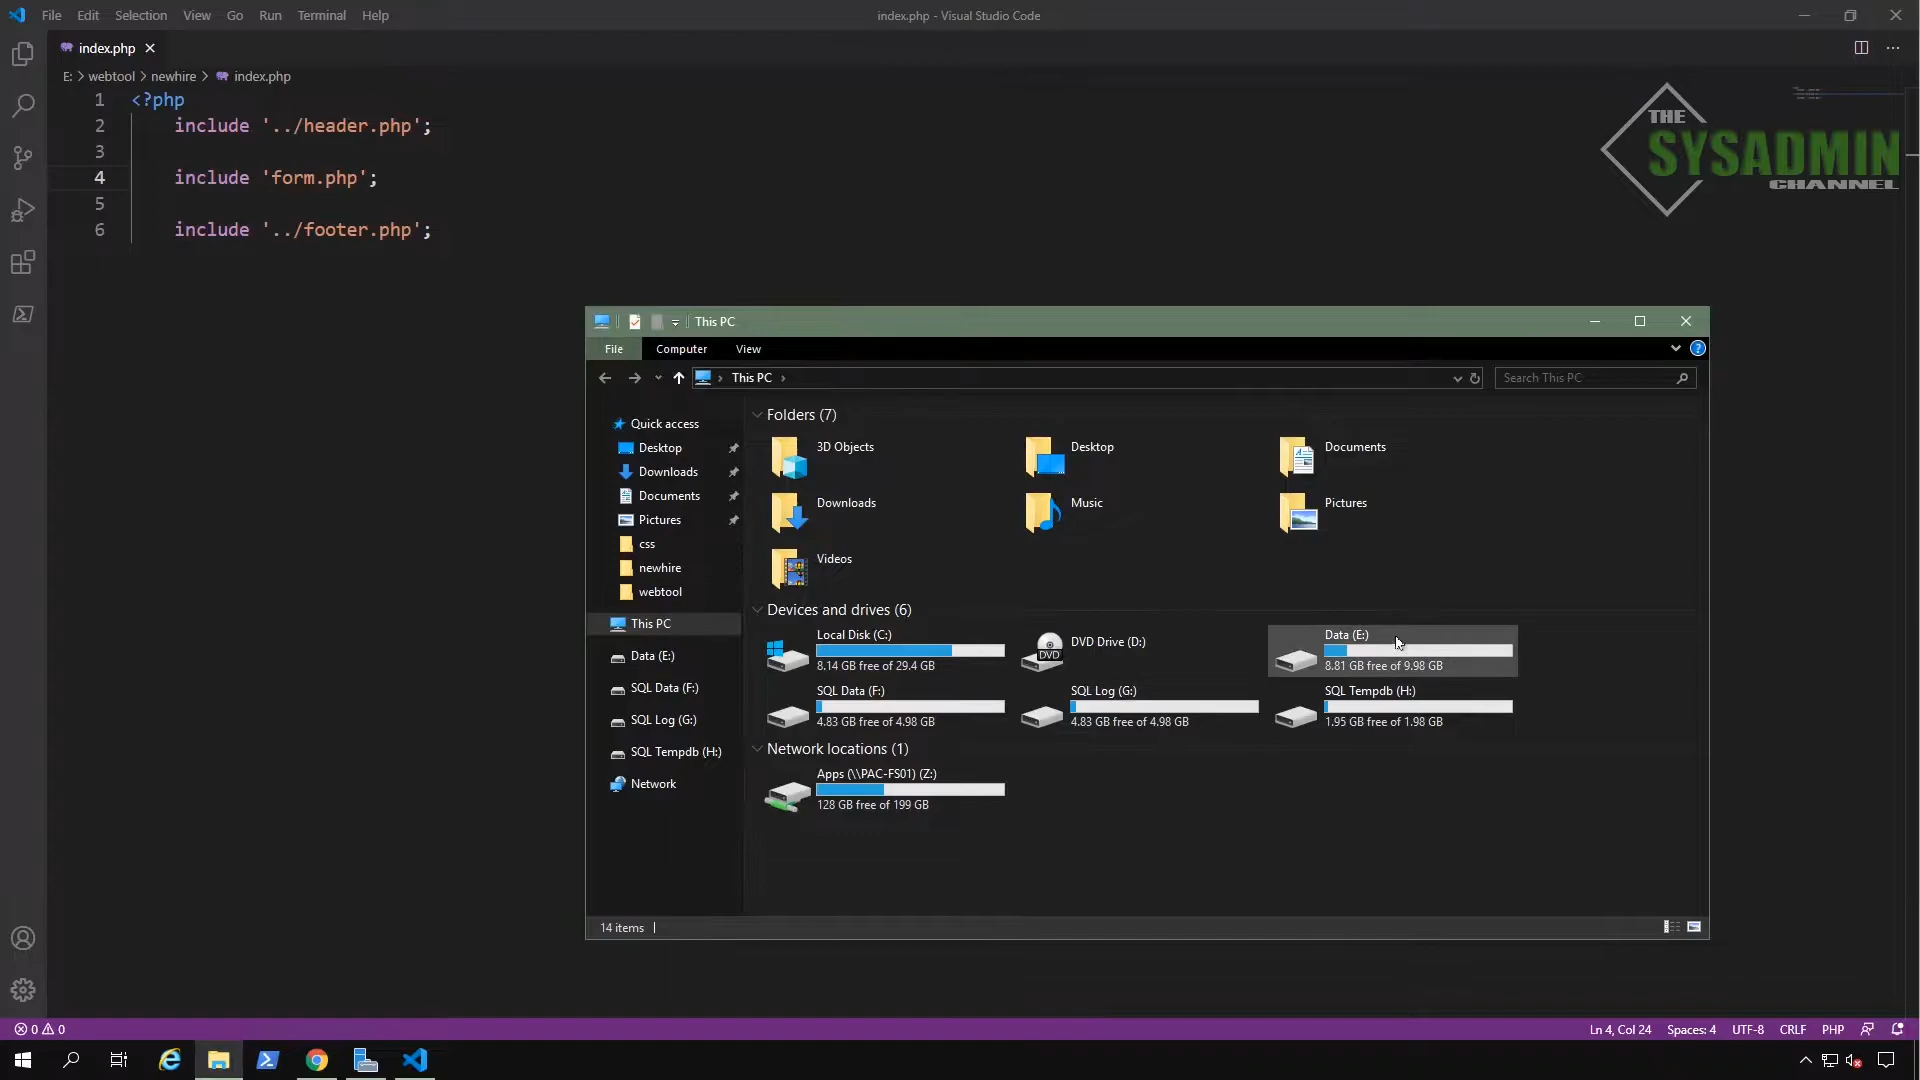 File Edit Selection View Go Run Terminal Help
index.php - Visual Studio Code
index.php
E: > webtool > newhire > index.php
1 <?php
2 include '../header.php';
3
4 include 'form.php';
5
6 include '../footer.php';
THE
SYSADMIN
CHANNEL
This PC
File Computer View
This PC
Search This PC
Quick access
Desktop
Downloads
Documents
Pictures
css
newhire
webtool
This PC
Data (E:)
SQL Data (F:)
SQL Log (G:)
SQL Tempdb (H:)
Network
Folders (7)
3D Objects
Desktop
Documents
Downloads
Music
Pictures
Videos
Devices and drives (6)
Local Disk (C:)
8.14 GB free of 29.4 GB
DVD
DVD Drive (D:)
Data (E:)
8.81 GB free of 9.98 GB
SQL Data (F:)
4.83 GB free of 4.98 GB
SQL Log (G:)
4.83 GB free of 4.98 GB
SQL Tempdb (H:)
1.95 GB free of 1.98 GB
Network locations (1)
Apps (\\PAC-FS01) (Z:)
128 GB free of 199 GB
14 items
0 0
Ln 4, Col 24 Spaces: 4 UTF-8 CRLF PHP